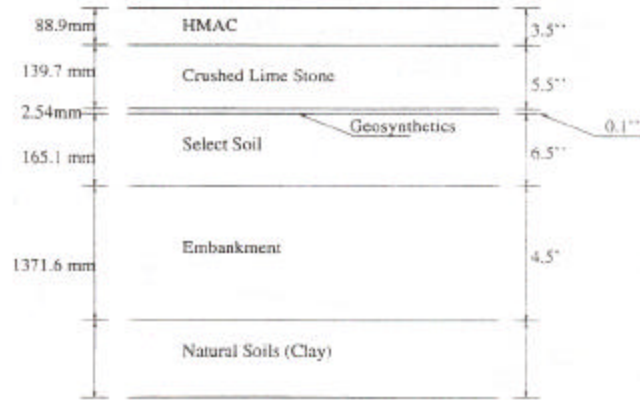 88.9mm HMAC 3.5''
139.7 mm Crushed Lime Stone 5.5''
2.54mm Geosynthetics 0.1''
165.1 mm Select Soil 6.5''
1371.6 mm Embankment 4.5'
Natural Soils (Clay)